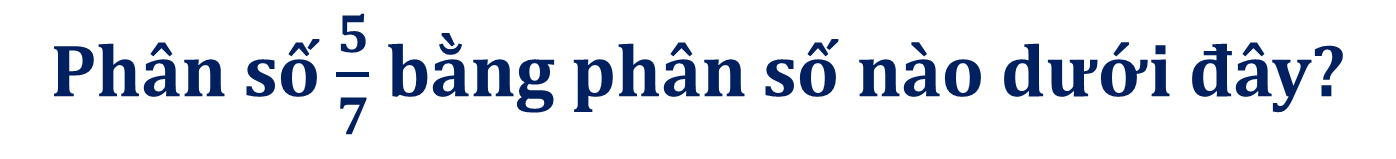 Phân số 5/7 bằng phân số nào dưới đây?